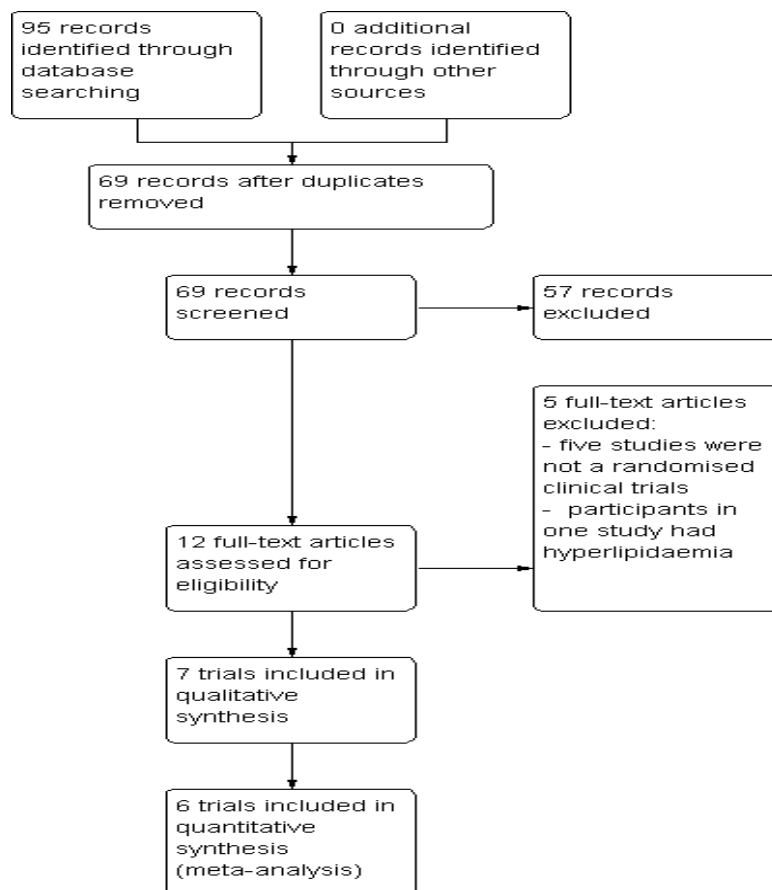 95 records
identified through
database
searching
0 additional
records identified
through other
sources
69 records after duplicates
removed
69 records
screened
57 records
excluded
5 full-text articles
excluded:
- five studies were
not a randomised
clinical trials
- participants in
one study had
hyperlipidaemia
12 full-text articles
assessed for
eligibility
7 trials included in
qualitative
synthesis
6 trials included in
quantitative
synthesis
(meta-analysis)